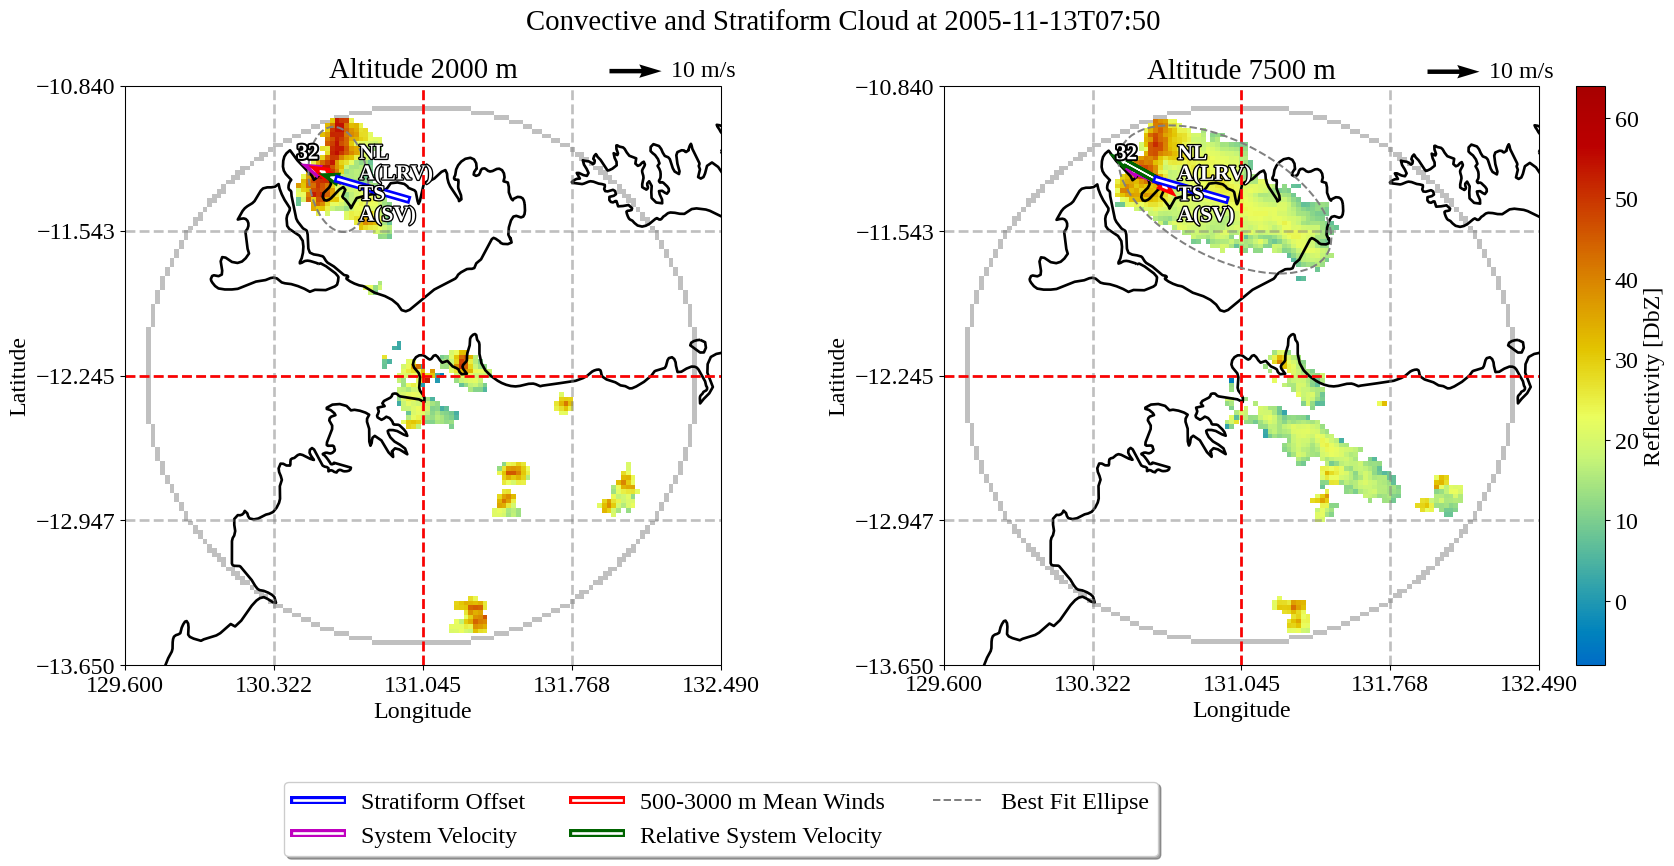 Convective and Stratiform Cloud at 2005-11-13T07:50
Altitude 2000 m
10 m/s
−10.840
−11.543
−12.245
−12.947
−13.650
Latitude
129.600
130.322
131.045
131.768
132.490
Longitude
32
NL
A(LRV)
TS
A(SV)
Altitude 7500 m
10 m/s
−10.840
−11.543
−12.245
−12.947
−13.650
Latitude
129.600
130.322
131.045
131.768
132.490
Longitude
32
NL
A(LRV)
TS
A(SV)
60
50
40
30
20
10
0
Reflectivity [DbZ]
Stratiform Offset
System Velocity
500-3000 m Mean Winds
Relative System Velocity
Best Fit Ellipse